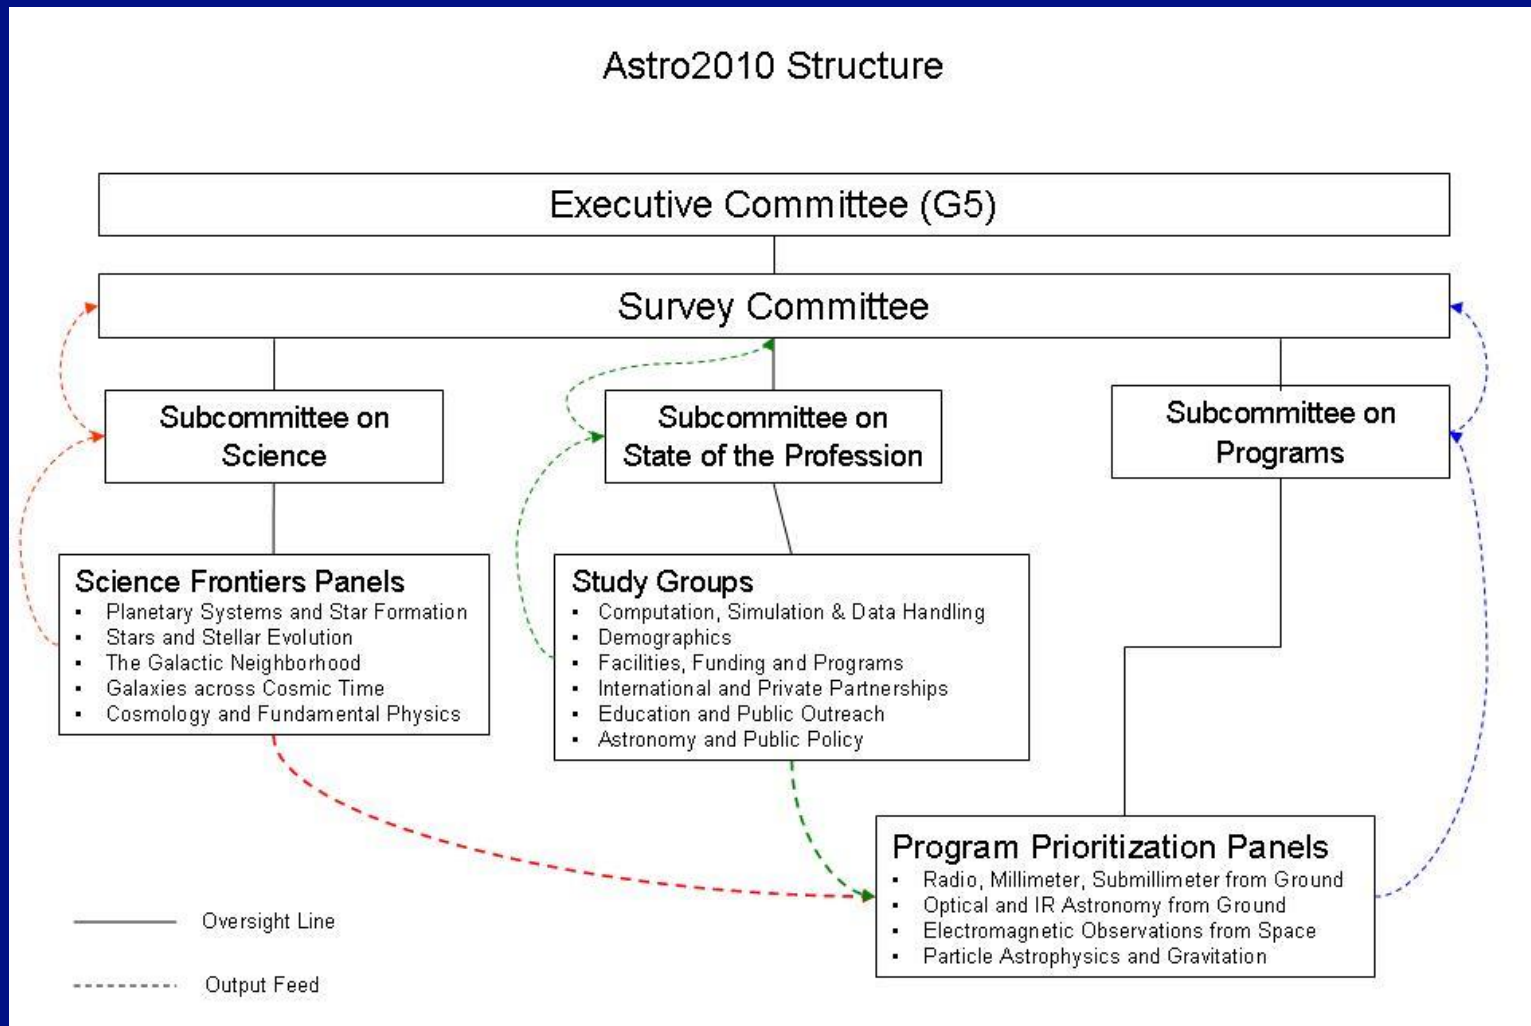 Astro2010 Structure
Executive Committee (G5)
Survey Committee
Subcommittee on
Science
Subcommittee on
State of the Profession
Subcommittee on
Programs
Science Frontiers Panels
▪ Planetary Systems and Star Formation
▪ Stars and Stellar Evolution
▪ The Galactic Neighborhood
▪ Galaxies across Cosmic Time
▪ Cosmology and Fundamental Physics
Study Groups
▪ Computation, Simulation & Data Handling
▪ Demographics
▪ Facilities, Funding and Programs
▪ International and Private Partnerships
▪ Education and Public Outreach
▪ Astronomy and Public Policy
Program Prioritization Panels
▪ Radio, Millimeter, Submillimeter from Ground
▪ Optical and IR Astronomy from Ground
▪ Electromagnetic Observations from Space
▪ Particle Astrophysics and Gravitation
Oversight Line
Output Feed